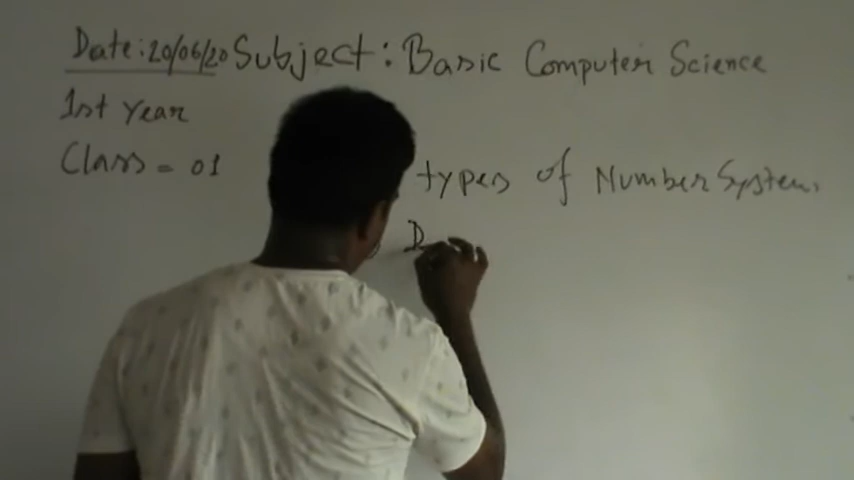 Date:20/06/20 Subject: Basic Computer Science
1st Year
Class = 01
types of Number System.
D